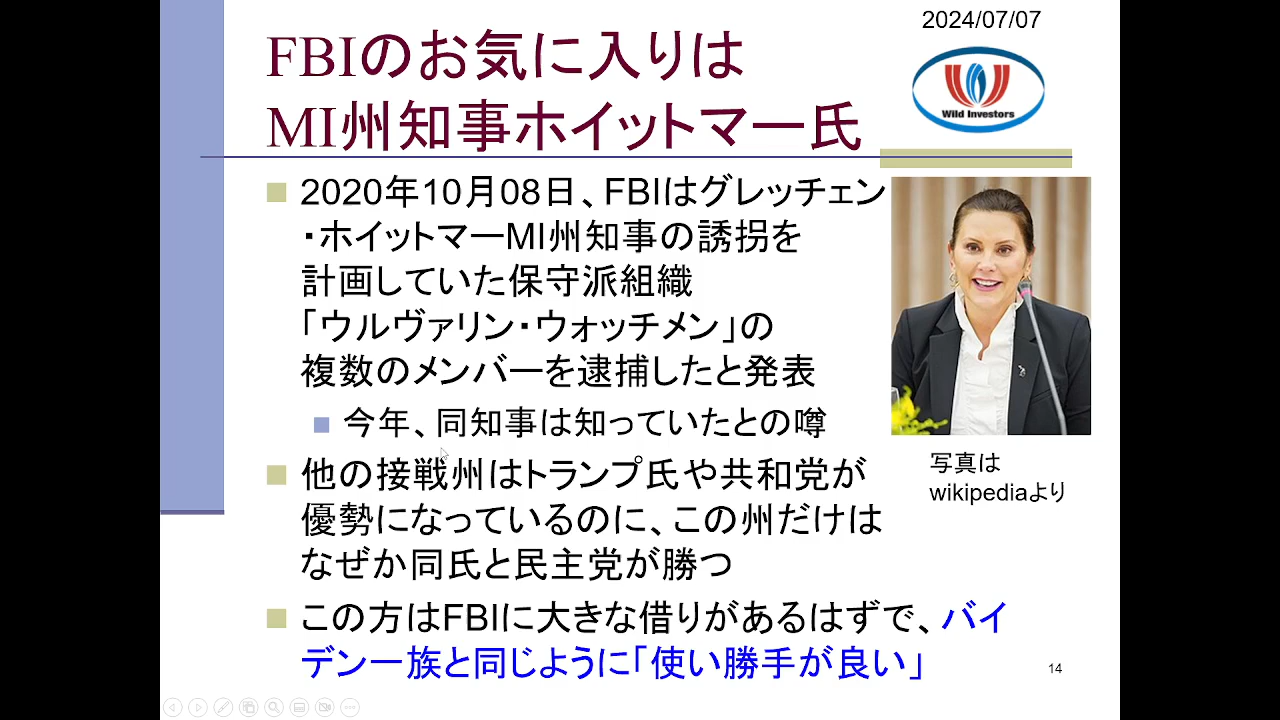 2024/07/07
FBIのお気に入りは
MI州知事ホイットマー氏
Wild Investors
2020年10月08日、FBIはグレッチェン
・ホイットマーMI州知事の誘拐を
計画していた保守派組織
「ウルヴァリン・ウォッチメン」の
複数のメンバーを逮捕したと発表
今年、同知事は知っていたとの噂
他の接戦州はトランプ氏や共和党が
優勢になっているのに、この州だけは
なぜか同氏と民主党が勝つ
この方はFBIに大きな借りがあるはずで、バイ
デン一族と同じように「使い勝手が良い」
写真は
wikipediaより
14